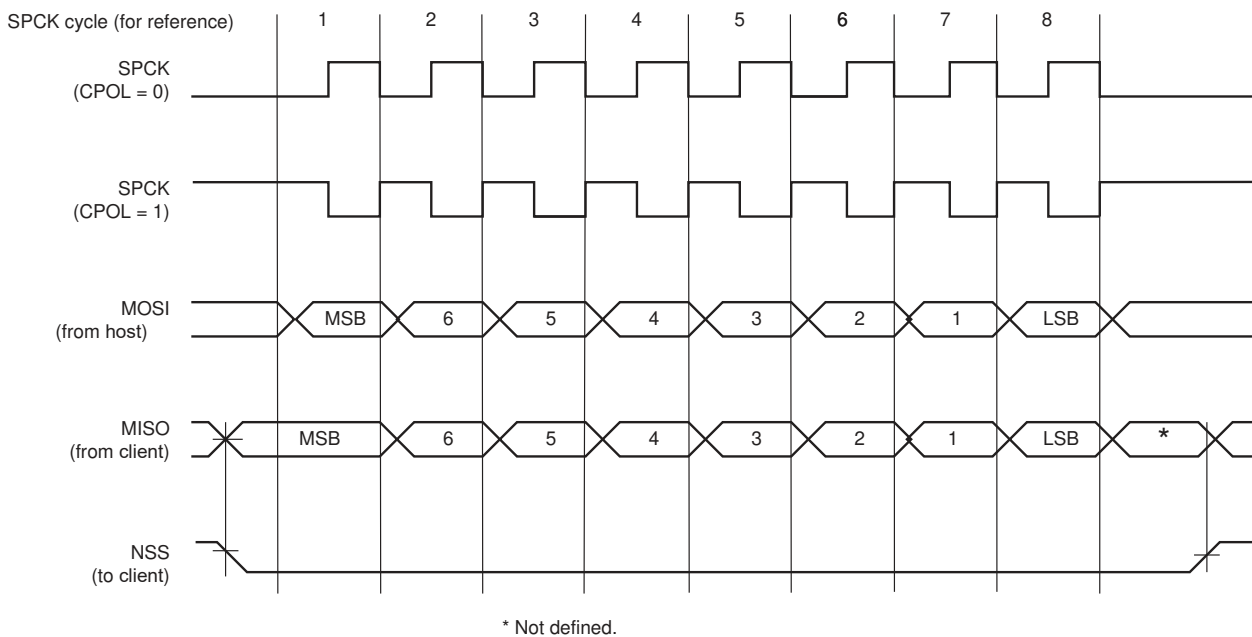 SPCK cycle (for reference) 1 2 3 4 5 6 7 8
SPCK
(CPOL = 0)
SPCK
(CPOL = 1)
MOSI
(from host)
MSB 6 5 4 3 2 1 LSB
MISO
(from client)
MSB 6 5 4 3 2 1 LSB *
NSS
(to client)
* Not defined.